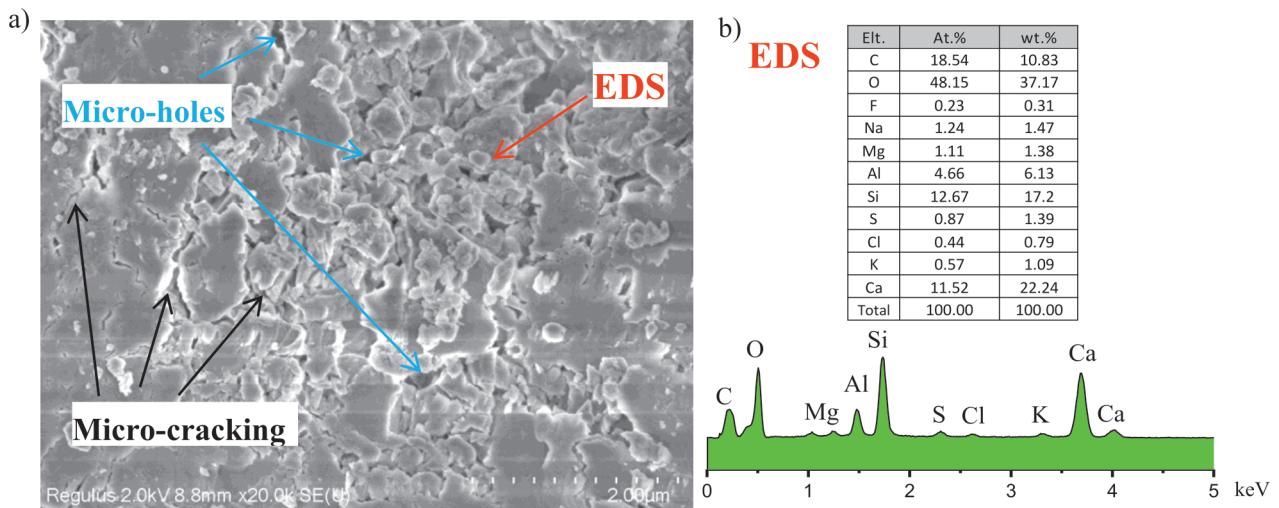 a)
Micro-holes
EDS
Micro-cracking
Regulus 2.0kV 8.8mm x20.0k SE(U)
2.00µm
b)
EDS
Elt. At.% wt.%
C 18.54 10.83
O 48.15 37.17
F 0.23 0.31
Na 1.24 1.47
Mg 1.11 1.38
Al 4.66 6.13
Si 12.67 17.2
S 0.87 1.39
Cl 0.44 0.79
K 0.57 1.09
Ca 11.52 22.24
Total 100.00 100.00
C O Mg Al Si S Cl K Ca Ca
0 1 2 3 4 5 keV